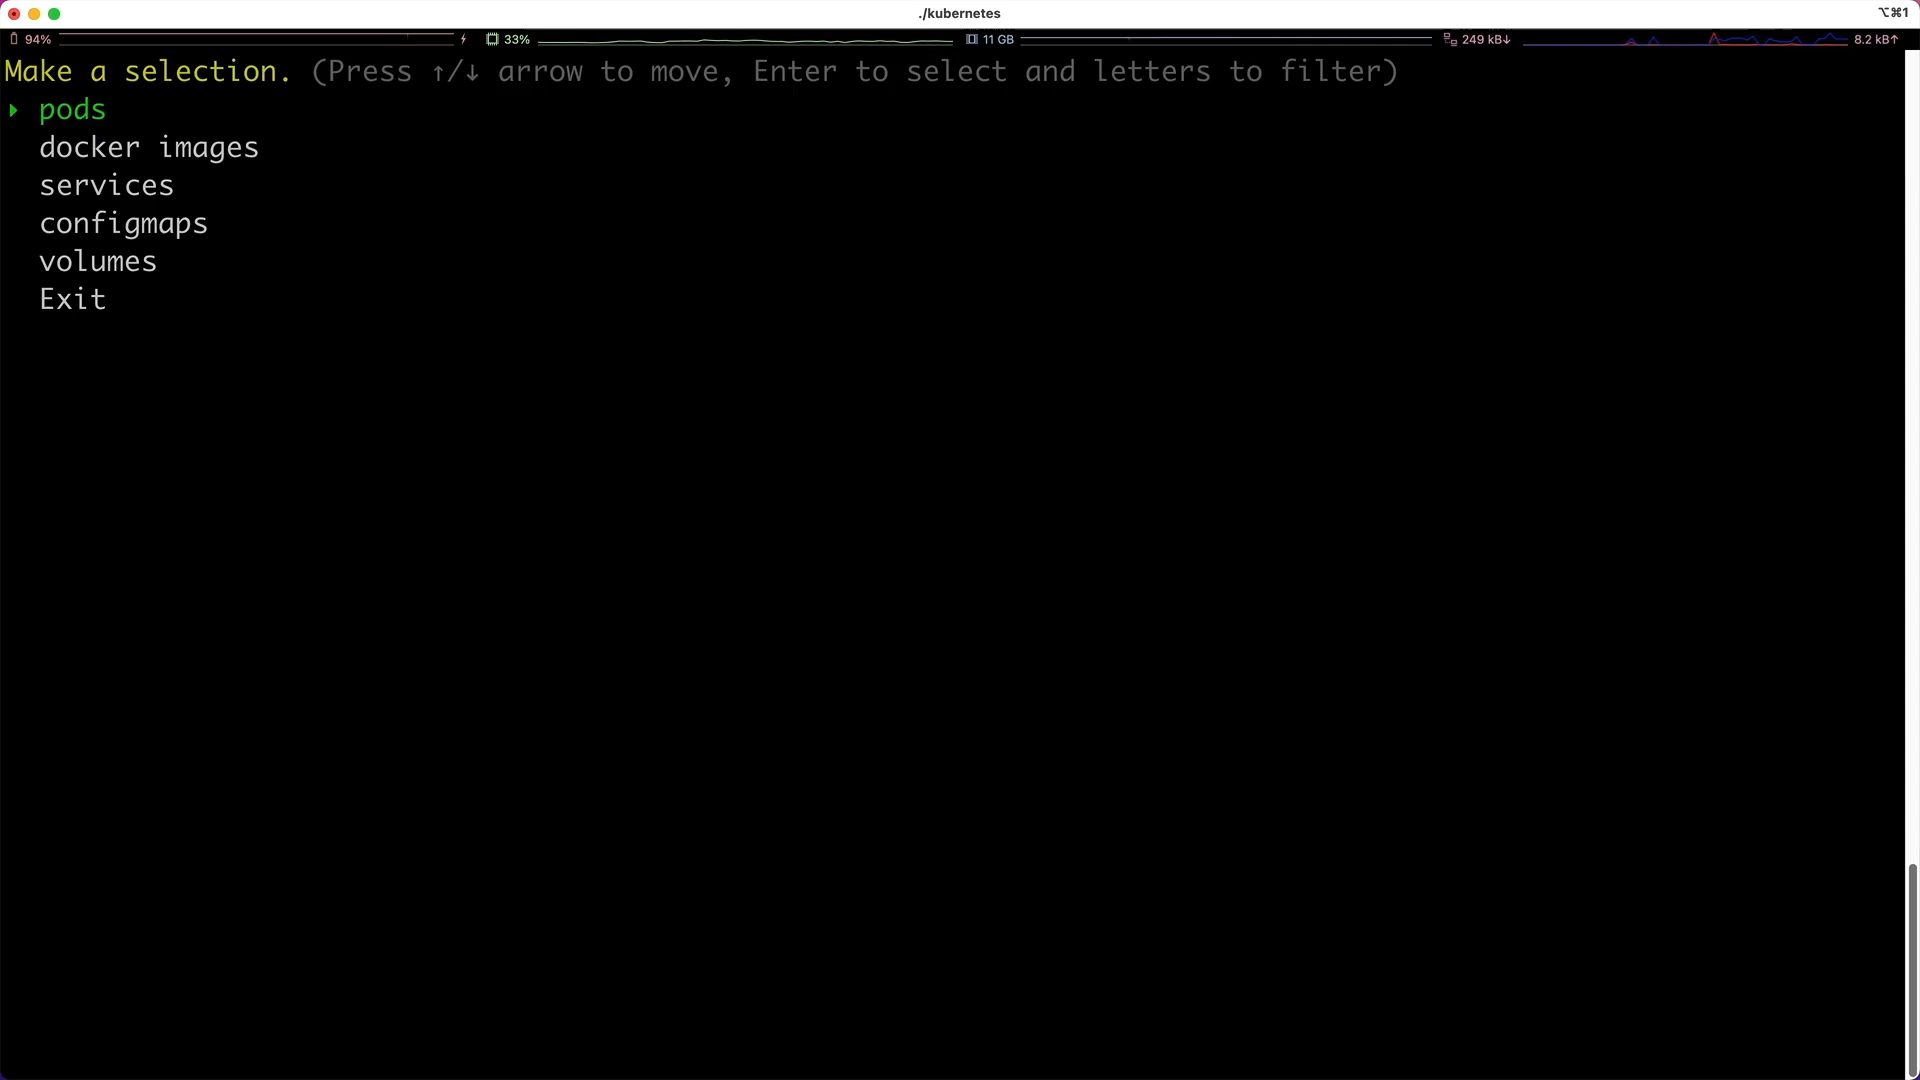 ./kubernetes
⌥⌘1
94% 33% 11 GB 249 kB↓ 8.2 kB↑
Make a selection. (Press ↑/↓ arrow to move, Enter to select and letters to filter)
‣ pods
docker images
services
configmaps
volumes
Exit